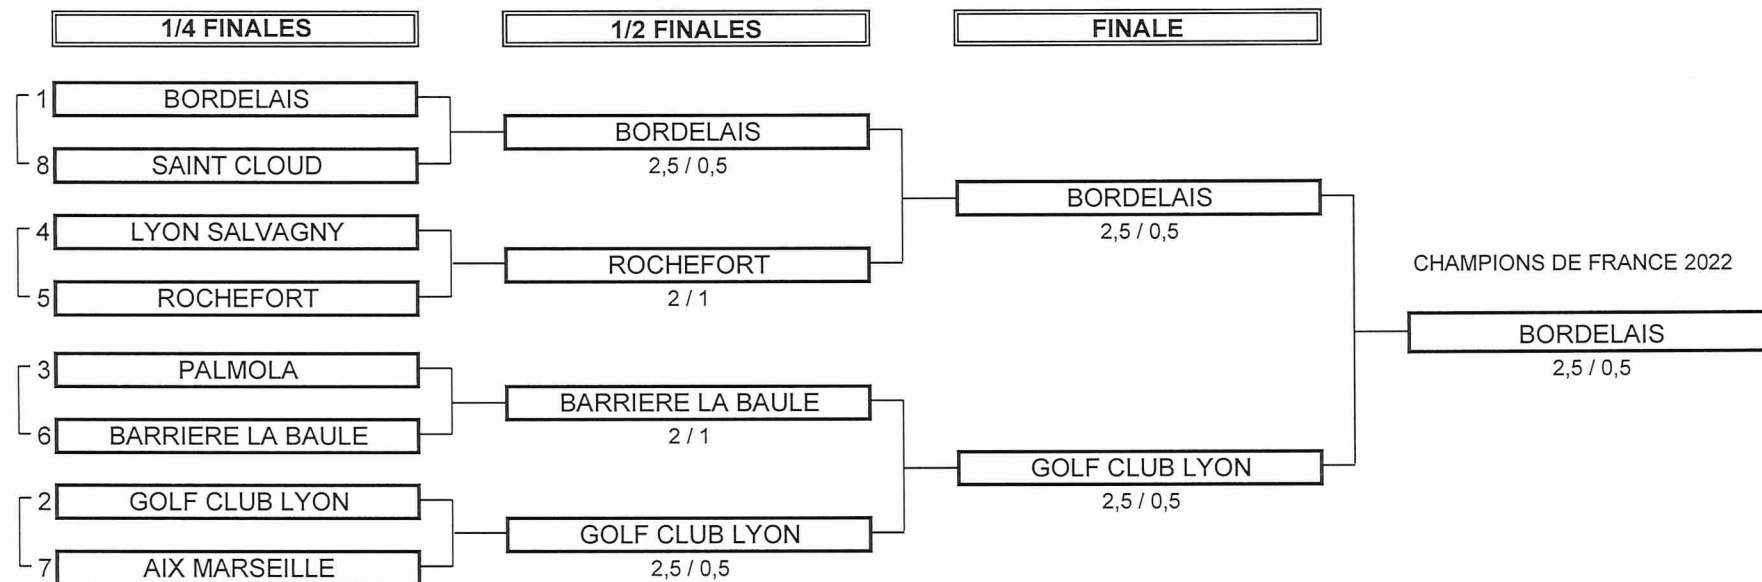 1/4 FINALES
1/2 FINALES
FINALE
1 BORDELAIS
8 SAINT CLOUD
4 LYON SALVAGNY
5 ROCHEFORT
3 PALMOLA
6 BARRIERE LA BAULE
2 GOLF CLUB LYON
7 AIX MARSEILLE
BORDELAIS
2,5 / 0,5
ROCHEFORT
2 / 1
BARRIERE LA BAULE
2 / 1
GOLF CLUB LYON
2,5 / 0,5
BORDELAIS
2,5 / 0,5
GOLF CLUB LYON
2,5 / 0,5
CHAMPIONS DE FRANCE 2022
BORDELAIS
2,5 / 0,5